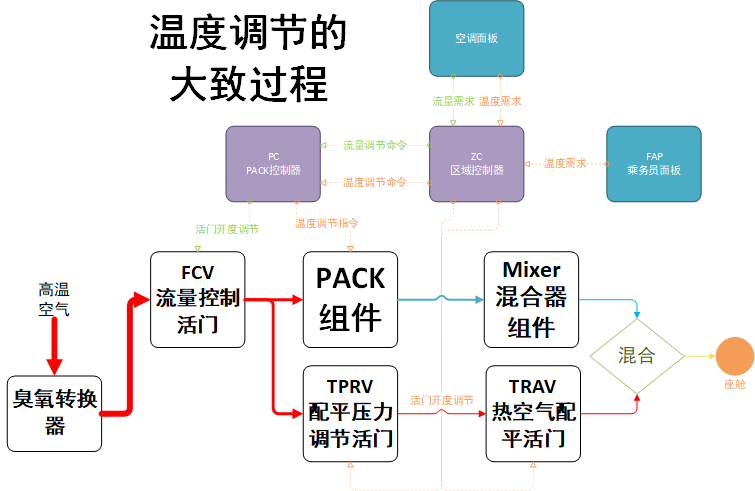 温度调节的
大致过程
空调面板
流量需求
温度需求
PC
PACK控制器
流量调节命令
温度调节命令
ZC
区域控制器
温度需求
FAP
乘务员面板
活门开度调节
温度调节指令
高温
空气
FCV
流量控制
活门
PACK
组件
Mixer
混合器
组件
混合
座舱
臭氧转换
器
TPRV
配平压力
调节活门
活门开度调节
TRAV
热空气配
平活门